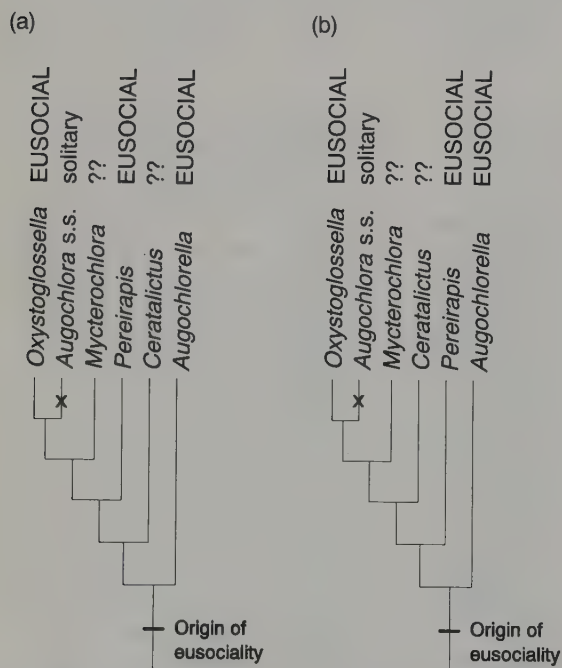 (a)
EUSOCIAL
solitary
??
EUSOCIAL
??
EUSOCIAL
Oxystoglossella
Augochlora s.s.
Mycterochlora
Pereirapis
Ceratalictus
Augochlorella
Origin of
eusociality
(b)
EUSOCIAL
solitary
??
??
EUSOCIAL
EUSOCIAL
Oxystoglossella
Augochlora s.s.
Mycterochlora
Ceratalictus
Pereirapis
Augochlorella
Origin of
eusociality